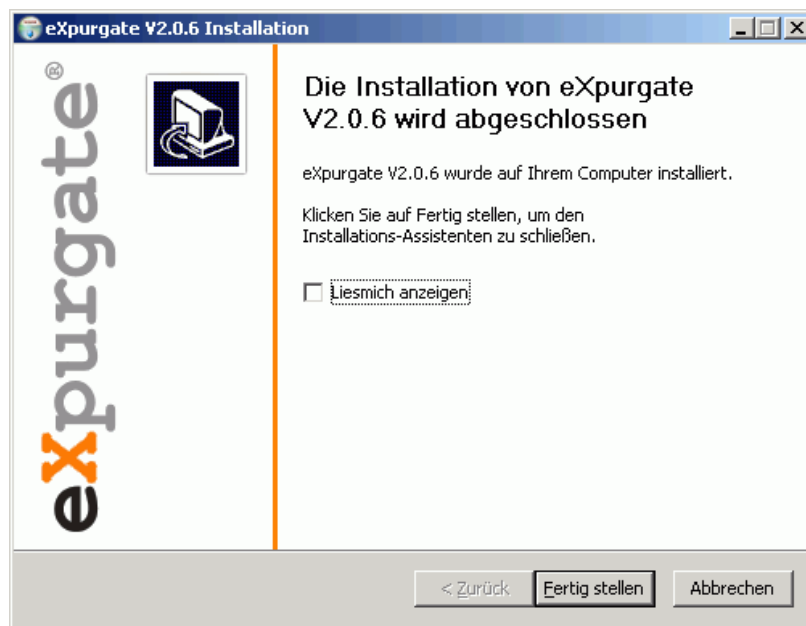 eXpurgate V2.0.6 Installation
eXpurgate®
Die Installation von eXpurgate
V2.0.6 wird abgeschlossen
eXpurgate V2.0.6 wurde auf Ihrem Computer installiert.
Klicken Sie auf Fertig stellen, um den
Installations-Assistenten zu schließen.
Liesmich anzeigen
< Zurück
Fertig stellen
Abbrechen